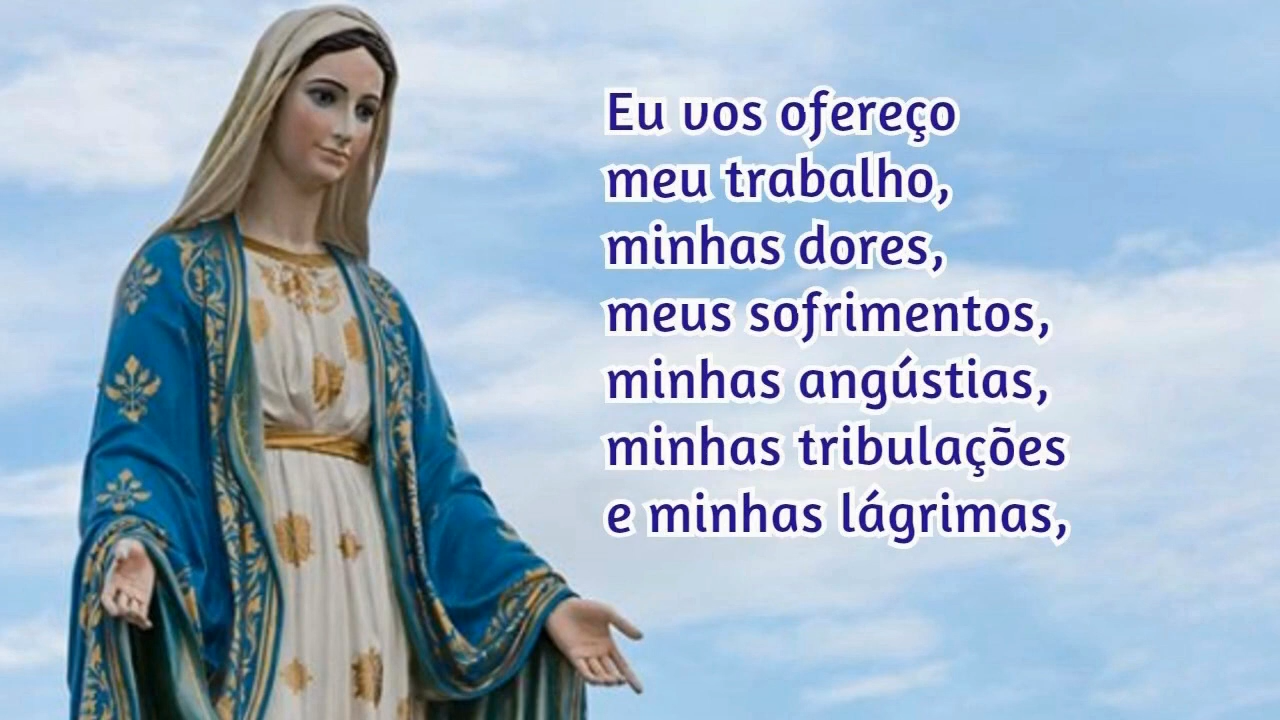 Eu vos ofereço
meu trabalho,
minhas dores,
meus sofrimentos,
minhas angústias,
minhas tribulações
e minhas lágrimas,